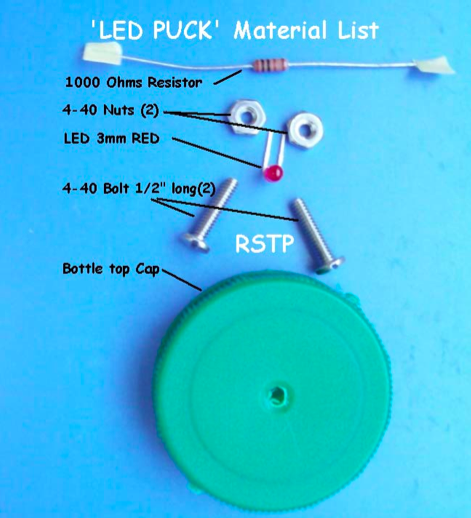 'LED PUCK' Material List
1000 Ohms Resistor
4-40 Nuts (2)
LED 3mm RED
4-40 Bolt 1/2" long(2)
RSTP
Bottle top Cap